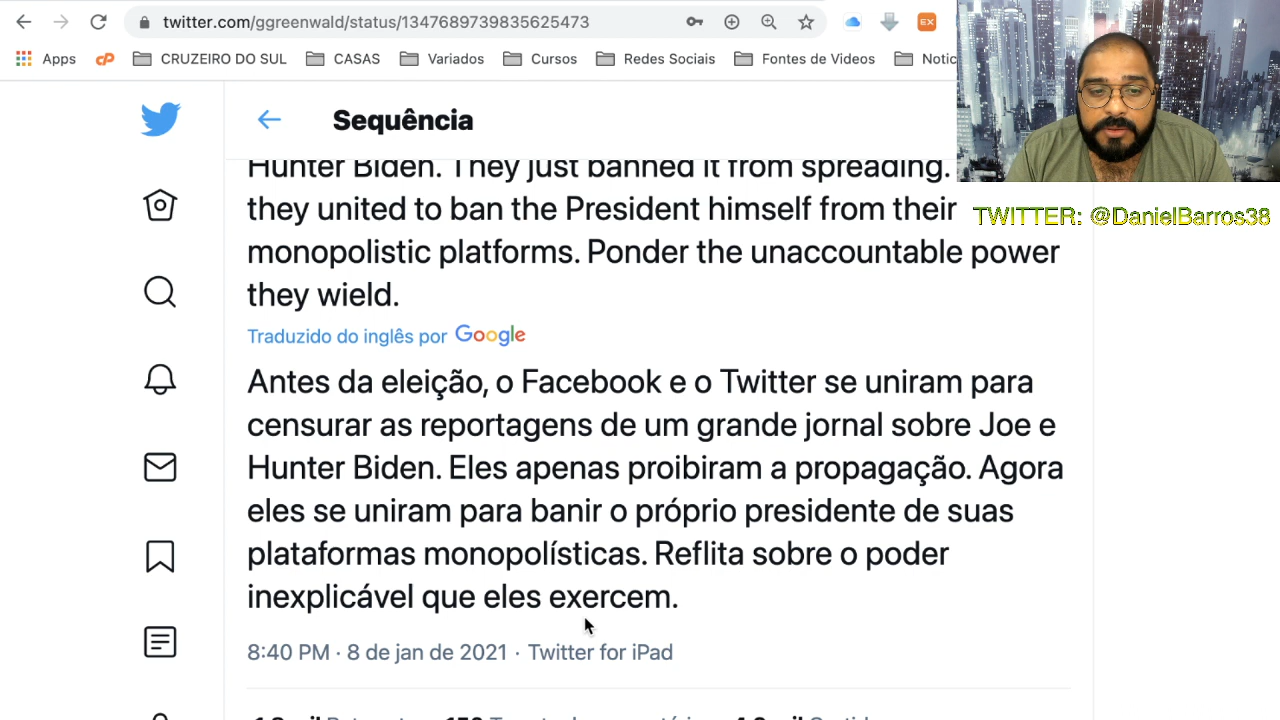 twitter.com/ggreenwald/status/1347689739835625473
EX
Apps
CRUZEIRO DO SUL
CASAS
Variados
Cursos
Redes Sociais
Fontes de Videos
Notic
Sequência
Hunter Biden. They just banned it from spreading.
they united to ban the President himself from their
monopolistic platforms. Ponder the unaccountable power
they wield.
Traduzido do inglês por Google
Antes da eleição, o Facebook e o Twitter se uniram para
censurar as reportagens de um grande jornal sobre Joe e
Hunter Biden. Eles apenas proibiram a propagação. Agora
eles se uniram para banir o próprio presidente de suas
plataformas monopolísticas. Reflita sobre o poder
inexplicável que eles exercem.
8:40 PM · 8 de jan de 2021 · Twitter for iPad
TWITTER: @DanielBarros38